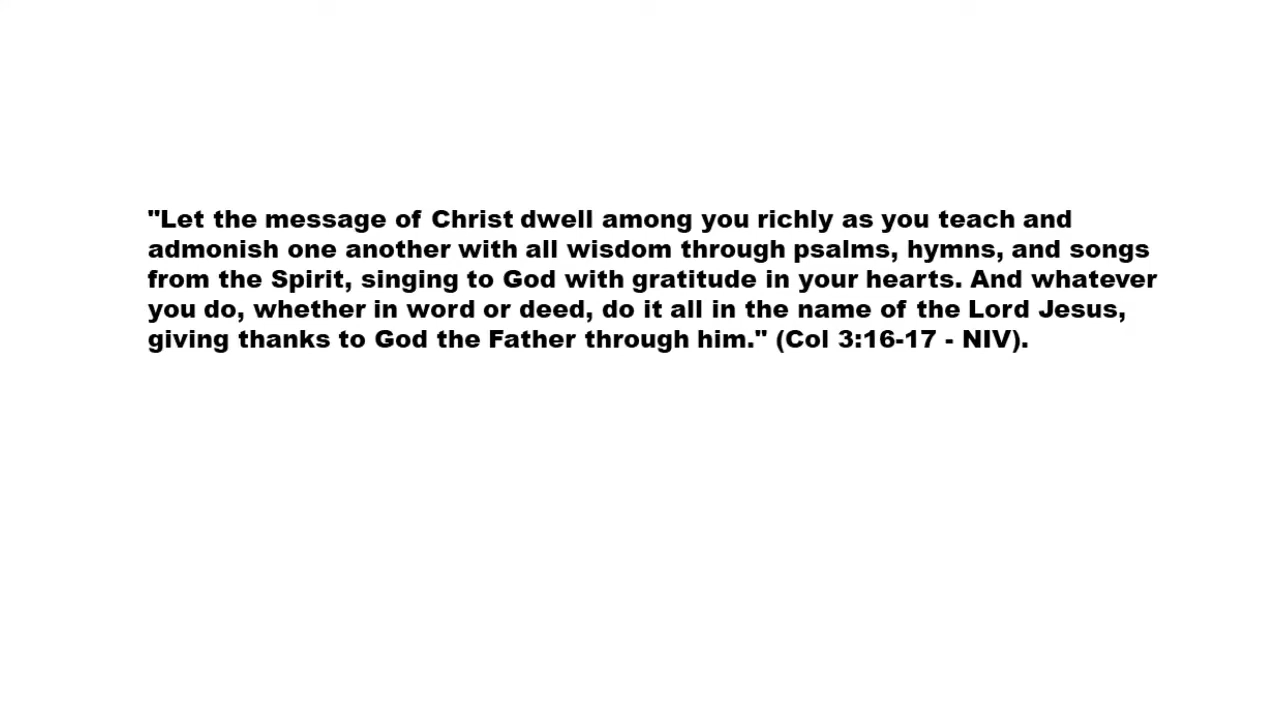 "Let the message of Christ dwell among you richly as you teach and
admonish one another with all wisdom through psalms, hymns, and songs
from the Spirit, singing to God with gratitude in your hearts. And whatever
you do, whether in word or deed, do it all in the name of the Lord Jesus,
giving thanks to God the Father through him." (Col 3:16-17 - NIV).